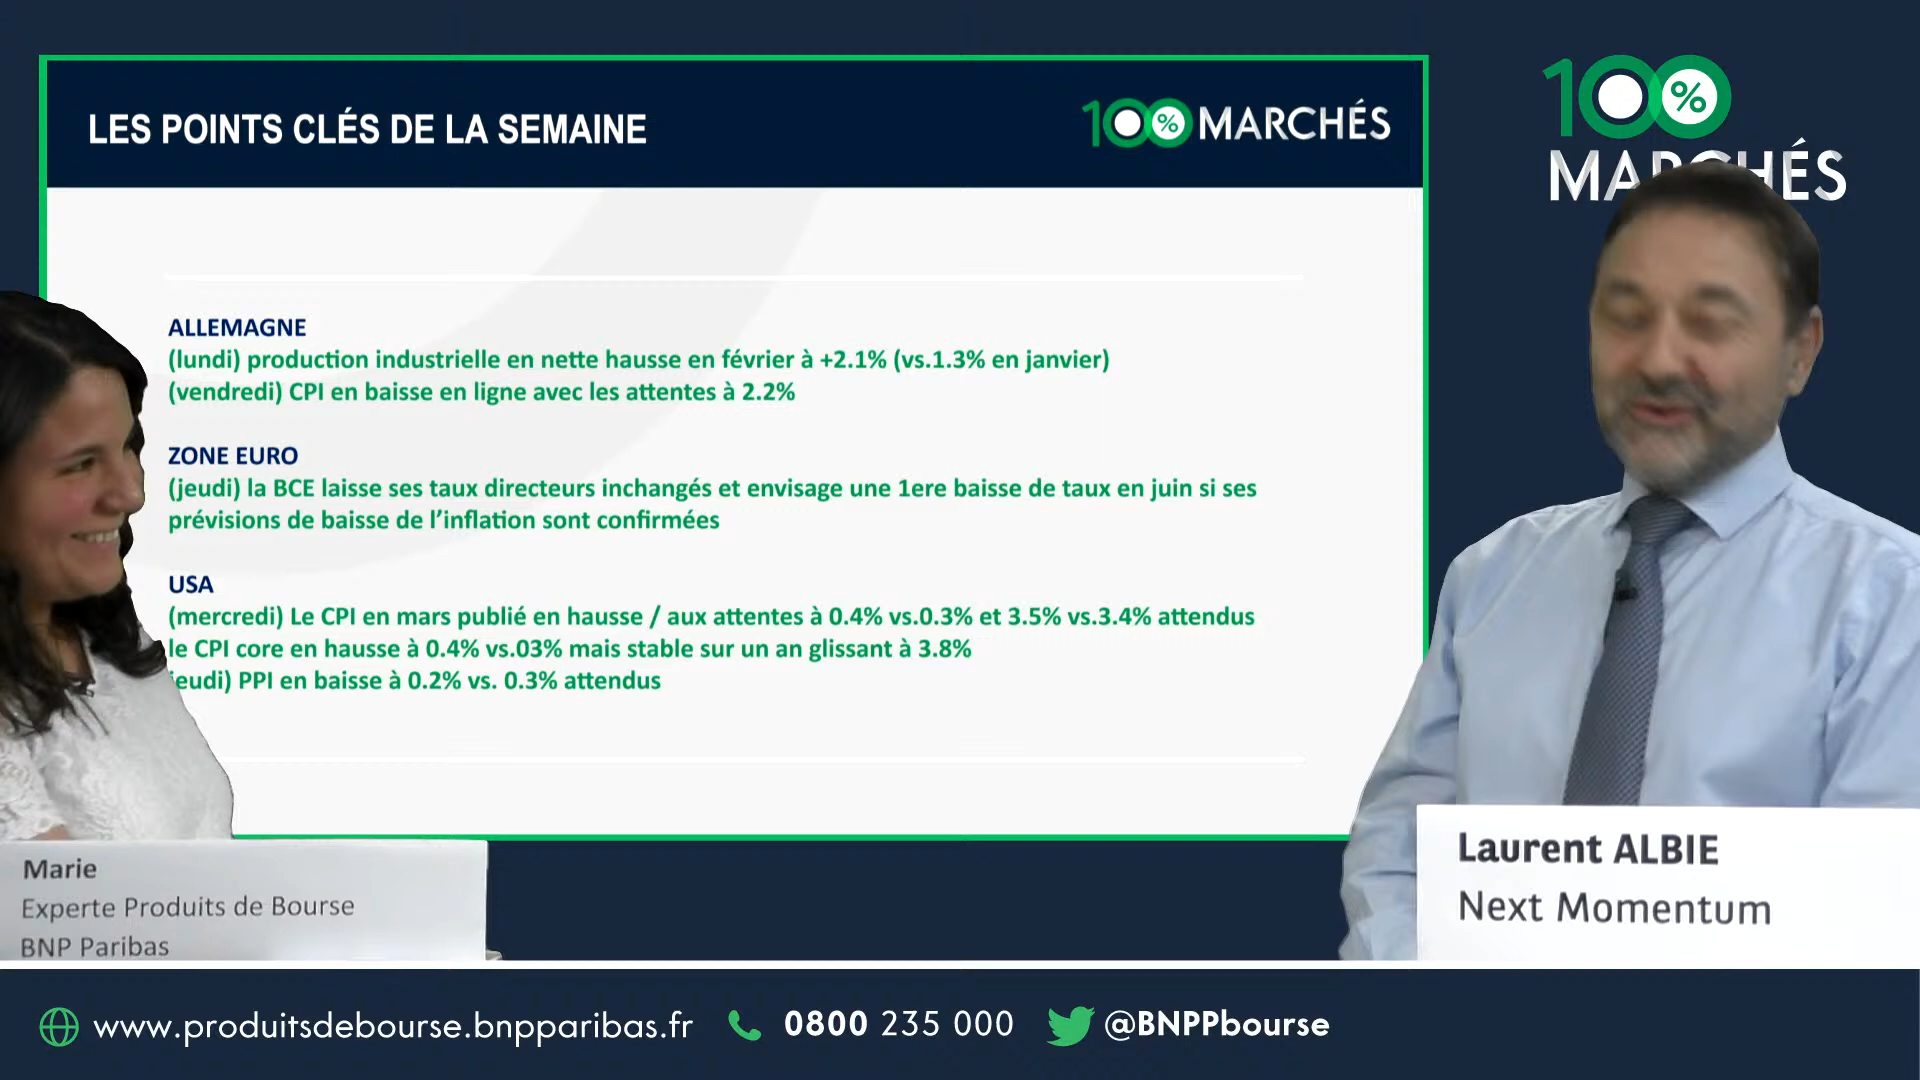 LES POINTS CLÉS DE LA SEMAINE
100% MARCHÉS
100%
MARCHÉS
ALLEMAGNE
(lundi) production industrielle en nette hausse en février à +2.1% (vs.1.3% en janvier)
(vendredi) CPI en baisse en ligne avec les attentes à 2.2%
ZONE EURO
(jeudi) la BCE laisse ses taux directeurs inchangés et envisage une 1ere baisse de taux en juin si ses
prévisions de baisse de l’inflation sont confirmées
USA
(mercredi) Le CPI en mars publié en hausse / aux attentes à 0.4% vs.0.3% et 3.5% vs.3.4% attendus
le CPI core en hausse à 0.4% vs.03% mais stable sur un an glissant à 3.8%
jeudi) PPI en baisse à 0.2% vs. 0.3% attendus
Marie
Experte Produits de Bourse
BNP Paribas
Laurent ALBIE
Next Momentum
www.produitsdebourse.bnpparibas.fr 0800 235 000 @BNPPbourse